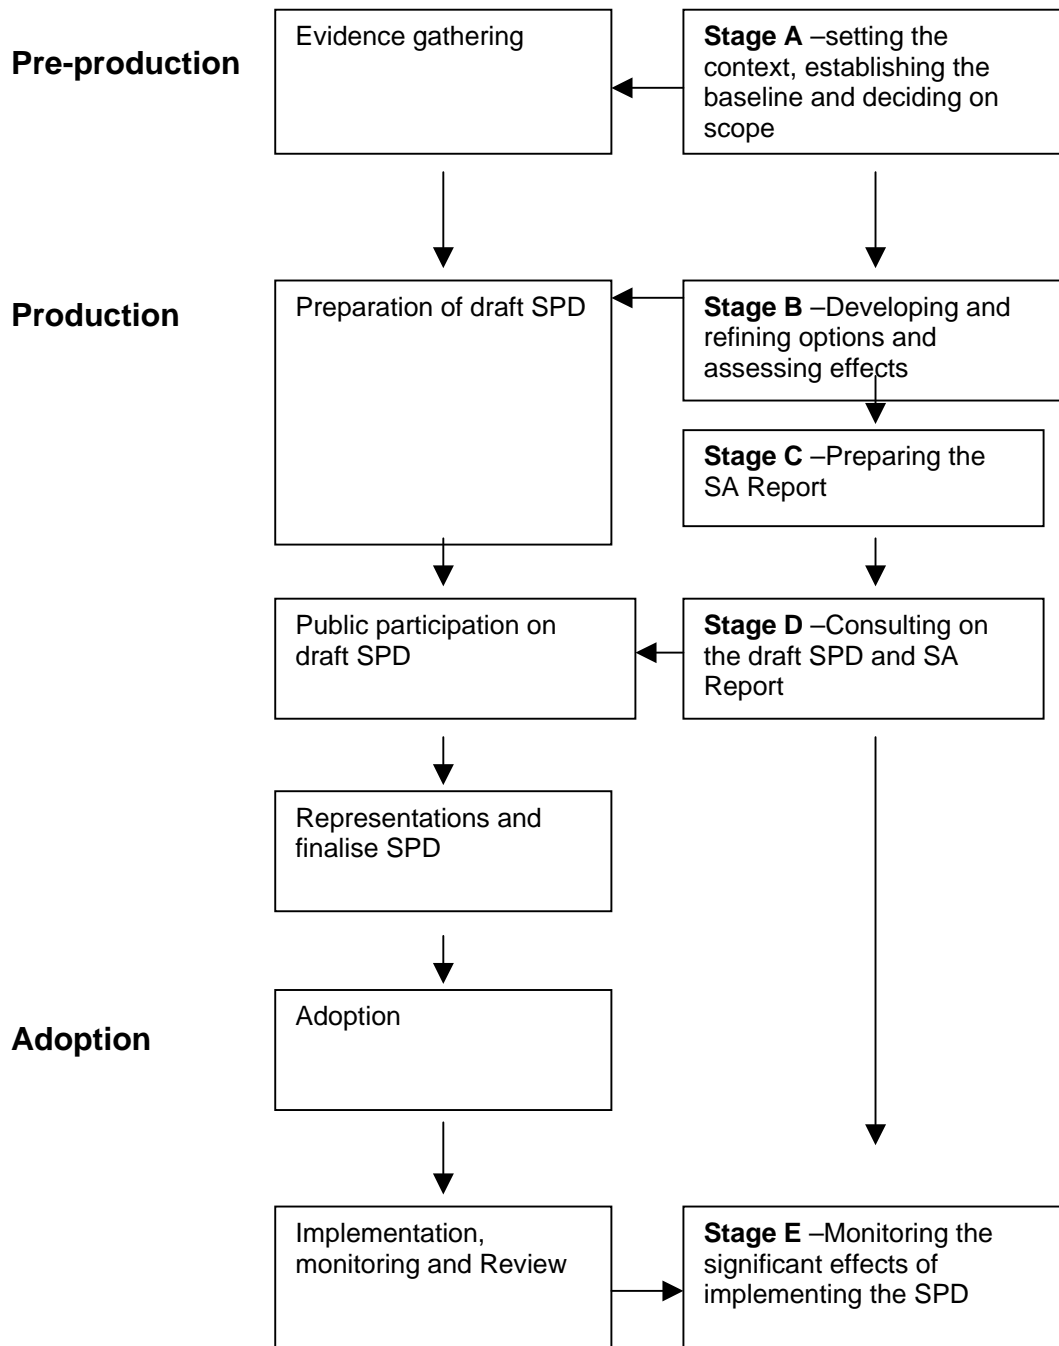 Pre-production
Evidence gathering
Stage A –setting the
context, establishing the
baseline and deciding on
scope
Production
Preparation of draft SPD
Stage B –Developing and
refining options and
assessing effects
Stage C –Preparing the
SA Report
Public participation on
draft SPD
Stage D –Consulting on
the draft SPD and SA
Report
Representations and
finalise SPD
Adoption
Adoption
Implementation,
monitoring and Review
Stage E –Monitoring the
significant effects of
implementing the SPD